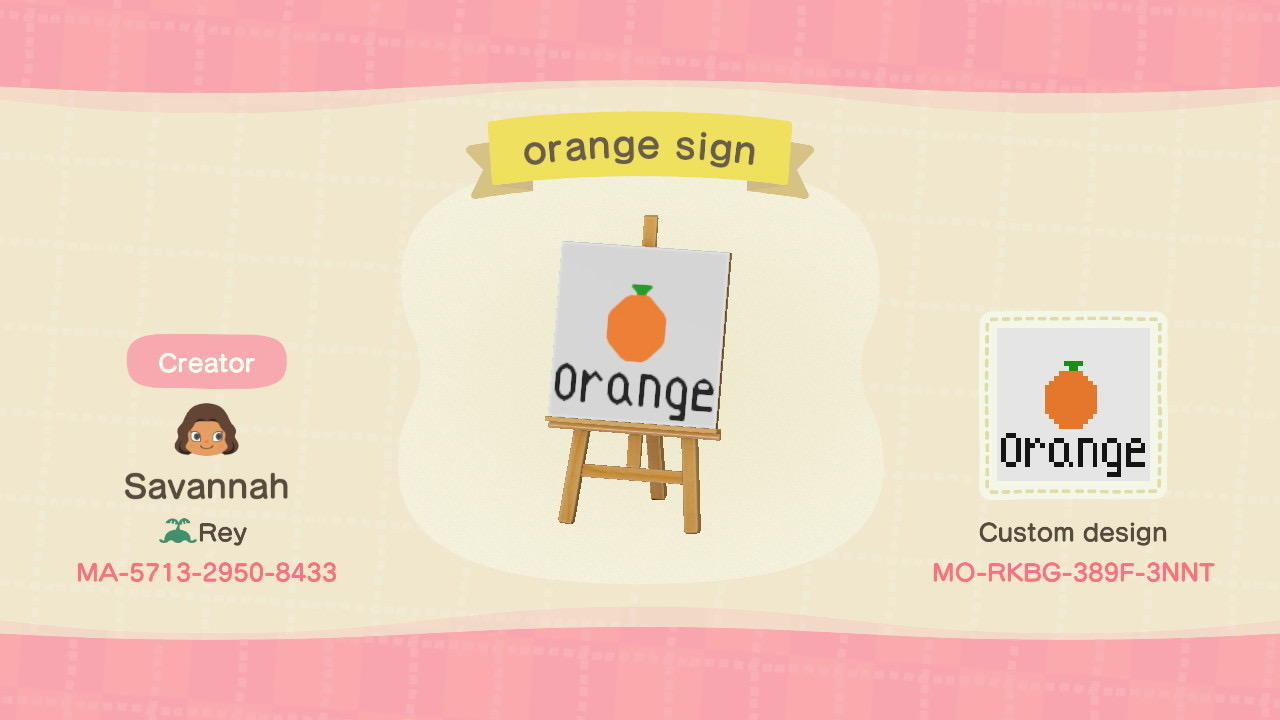 orange sign
Orange
Creator
Savannah
Rey
MA-5713-2950-8433
Orange
Custom design
MO-RKBG-389F-3NNT